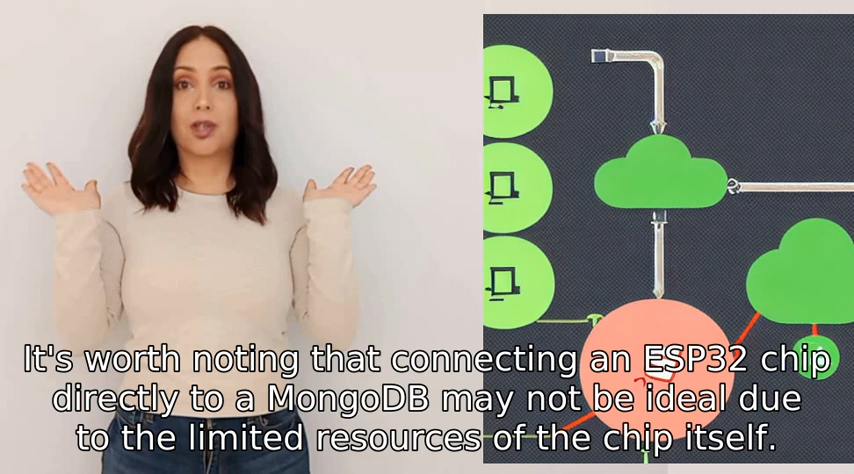 It's worth noting that connecting an ESP32 chip
directly to a MongoDB may not be ideal due
to the limited resources of the chip itself.